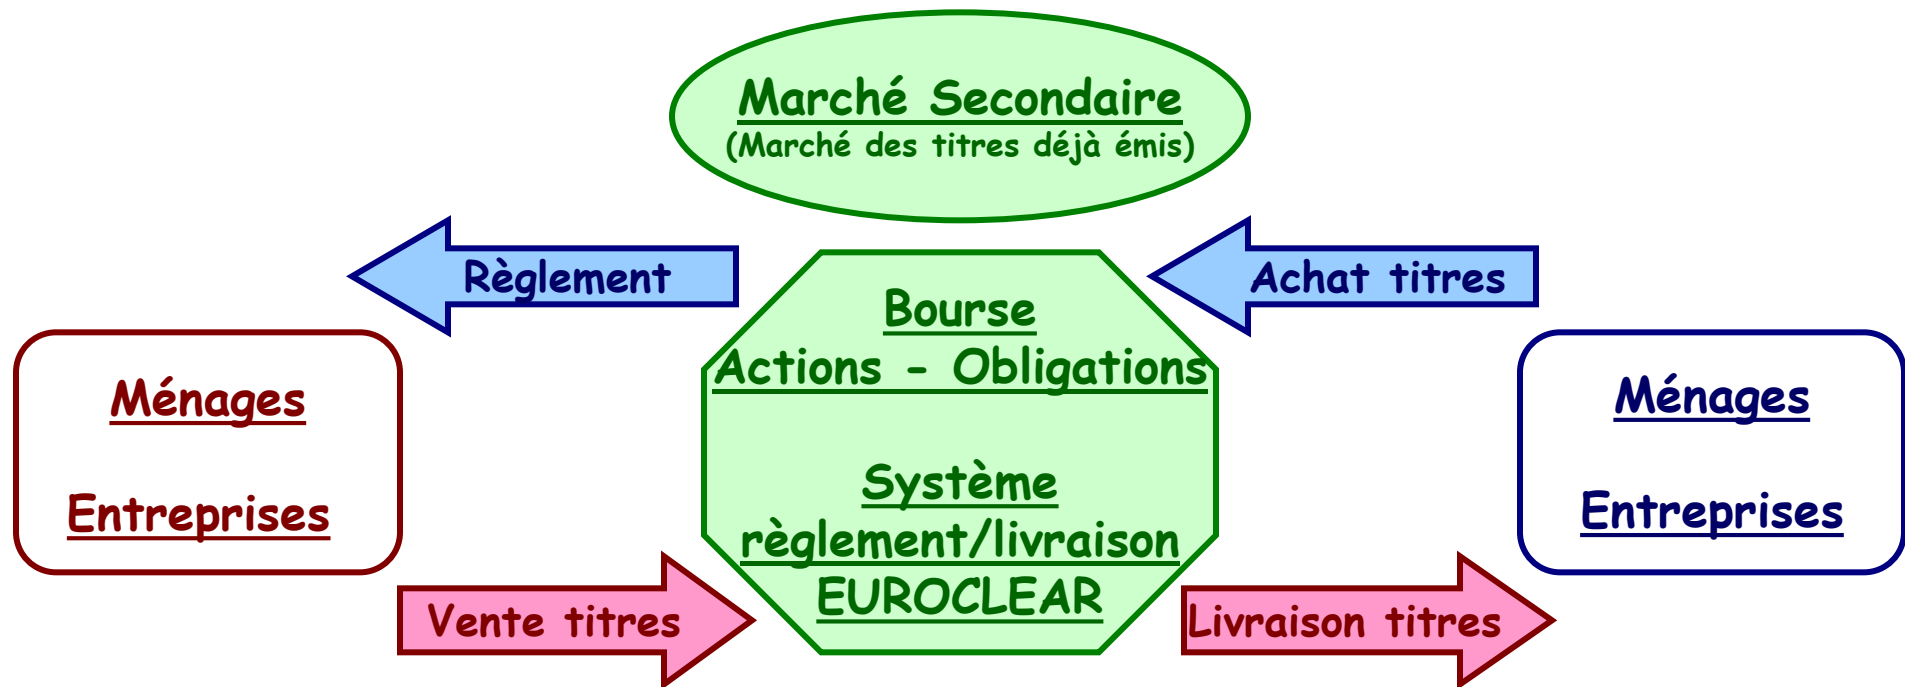 Marché Secondaire
(Marché des titres déjà émis)
Règlement
Achat titres
Bourse
Actions - Obligations
Système
règlement/livraison
EUROCLEAR
Ménages
Entreprises
Ménages
Entreprises
Vente titres
Livraison titres